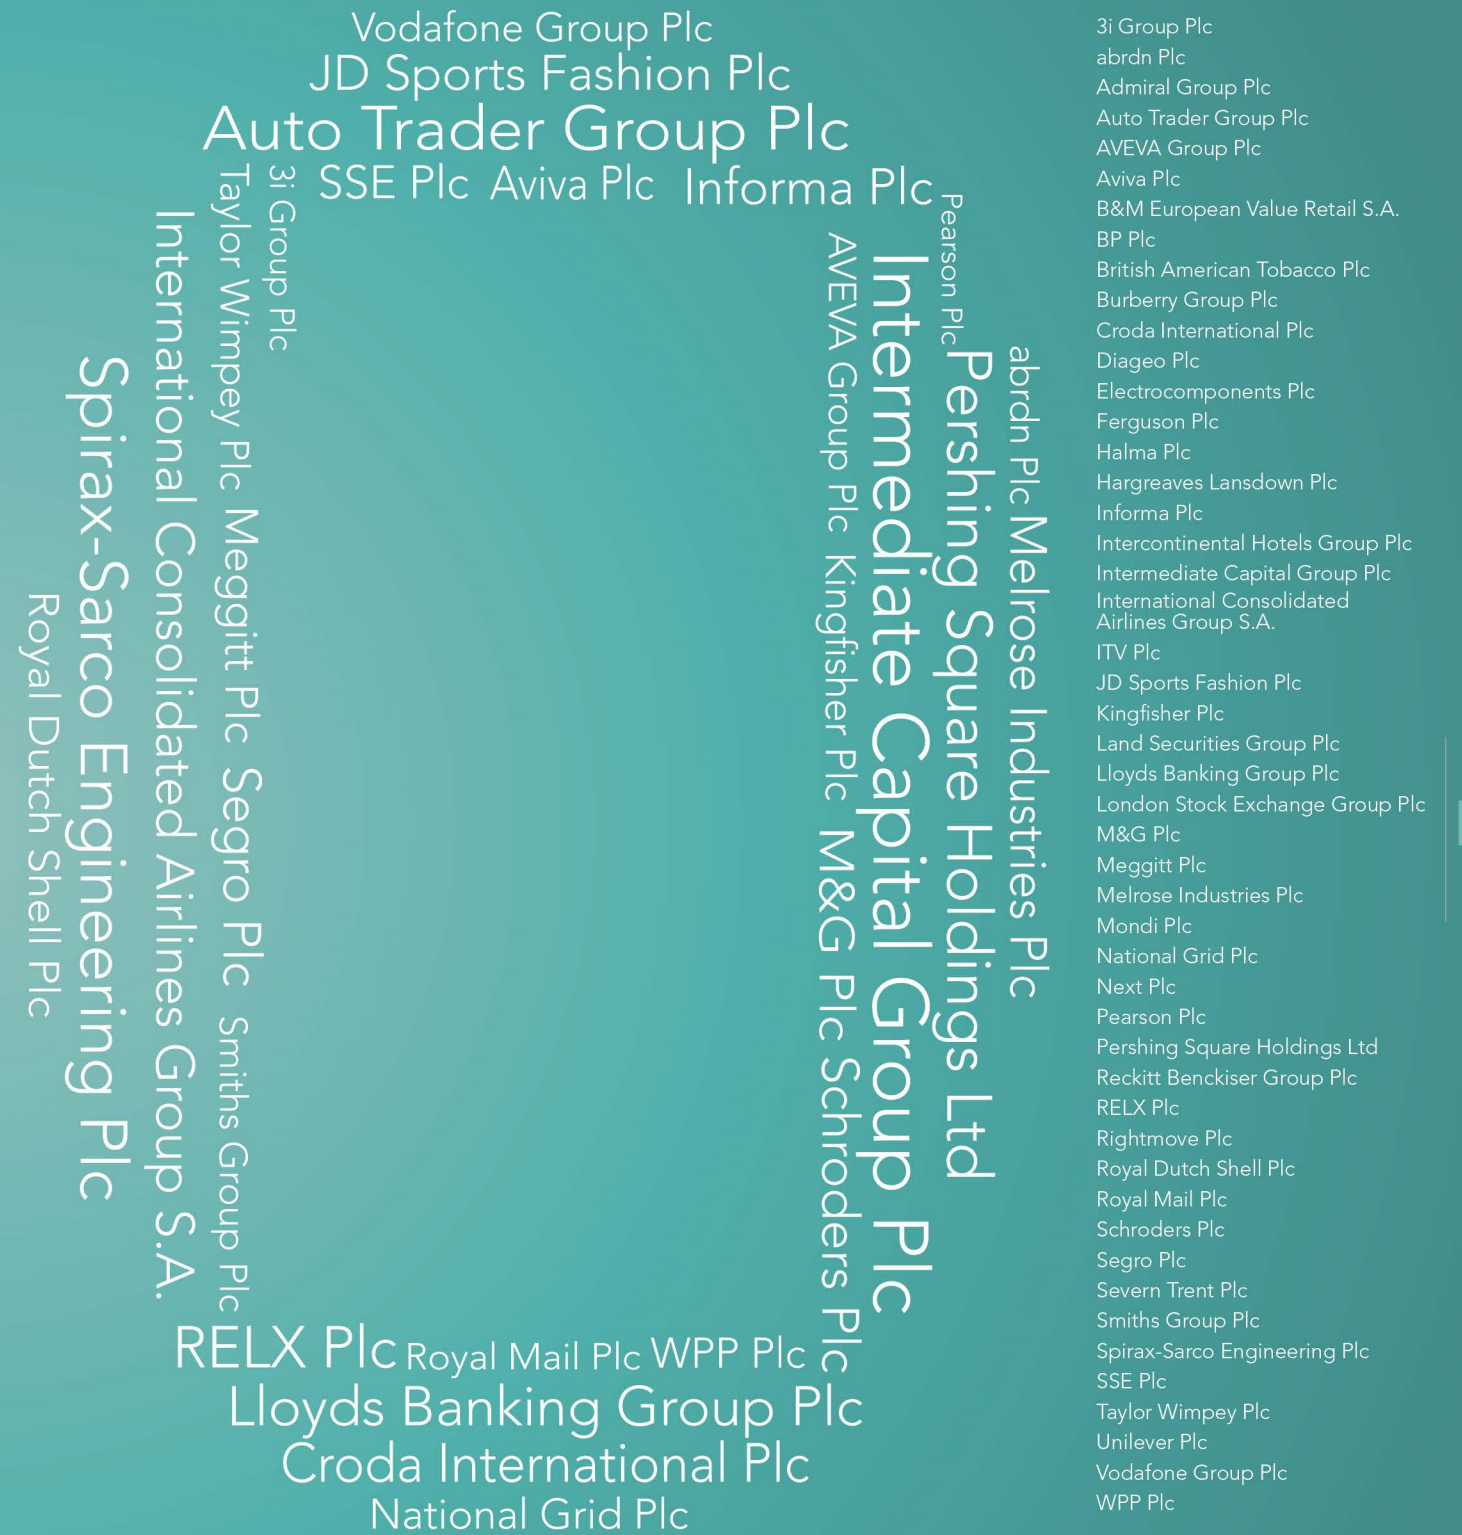 Vodafone Group Plc
JD Sports Fashion Plc
Auto Trader Group Plc
SSE Plc Aviva Plc Informa Plc
3i Group Plc
Taylor Wimpey Plc Meggitt Plc Segro Plc Smiths Group Plc
International Consolidated Airlines Group S.A.
Spirax-Sarco Engineering Plc
Royal Dutch Shell Plc
AVEVA Group Plc Kingfisher Plc M&G Plc Schroders Plc
Intermediate Capital Group Plc
Pearson Plc
Pershing Square Holdings Ltd
abrdn Plc Melrose Industries Plc
RELX Plc Royal Mail Plc WPP Plc
Lloyds Banking Group Plc
Croda International Plc
National Grid Plc
3i Group Plc
abrdn Plc
Admiral Group Plc
Auto Trader Group Plc
AVEVA Group Plc
Aviva Plc
B&M European Value Retail S.A.
BP Plc
British American Tobacco Plc
Burberry Group Plc
Croda International Plc
Diageo Plc
Electrocomponents Plc
Ferguson Plc
Halma Plc
Hargreaves Lansdown Plc
Informa Plc
Intercontinental Hotels Group Plc
Intermediate Capital Group Plc
International Consolidated
Airlines Group S.A.
ITV Plc
JD Sports Fashion Plc
Kingfisher Plc
Land Securities Group Plc
Lloyds Banking Group Plc
London Stock Exchange Group Plc
M&G Plc
Meggitt Plc
Melrose Industries Plc
Mondi Plc
National Grid Plc
Next Plc
Pearson Plc
Pershing Square Holdings Ltd
Reckitt Benckiser Group Plc
RELX Plc
Rightmove Plc
Royal Dutch Shell Plc
Royal Mail Plc
Schroders Plc
Segro Plc
Severn Trent Plc
Smiths Group Plc
Spirax-Sarco Engineering Plc
SSE Plc
Taylor Wimpey Plc
Unilever Plc
Vodafone Group Plc
WPP Plc